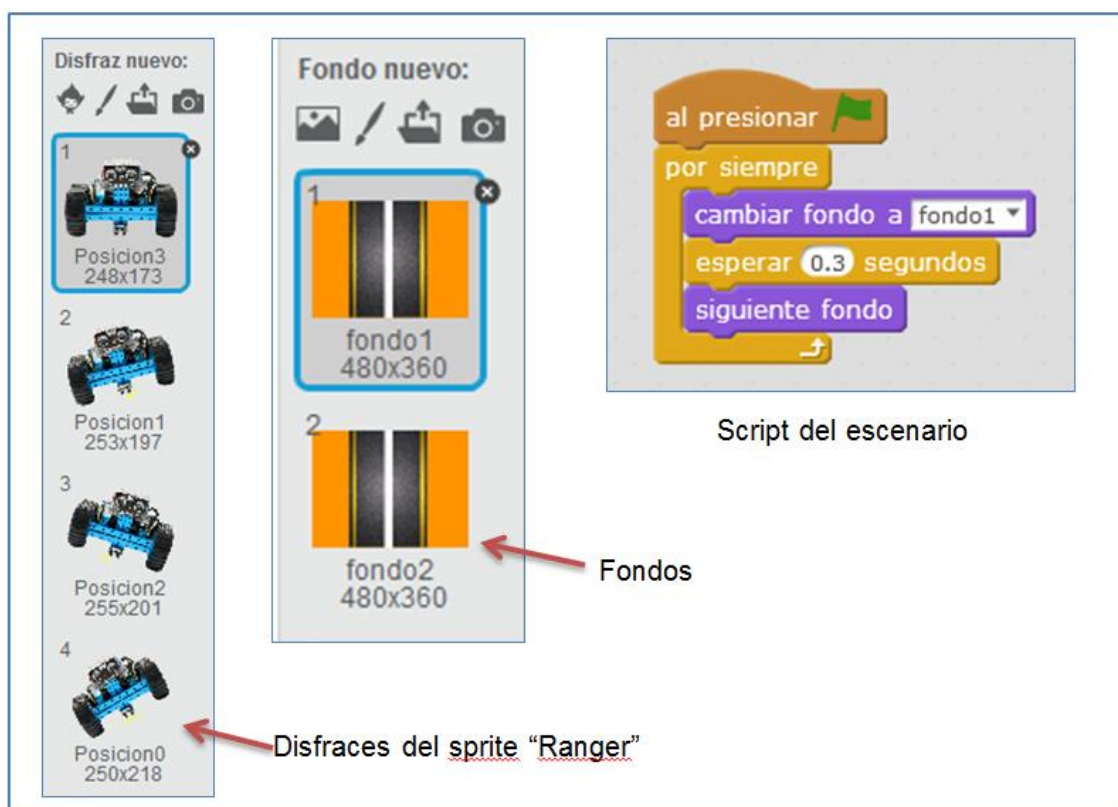 Disfraz nuevo:
1
Posicion3
248x173
2
Posicion1
253x197
3
Posicion2
255x201
4
Posicion0
250x218
Disfraces del sprite “Ranger”
Fondo nuevo:
1
fondo1
480x360
2
fondo2
480x360
Fondos
al presionar
por siempre
cambiar fondo a fondo1
esperar 0.3 segundos
siguiente fondo
Script del escenario